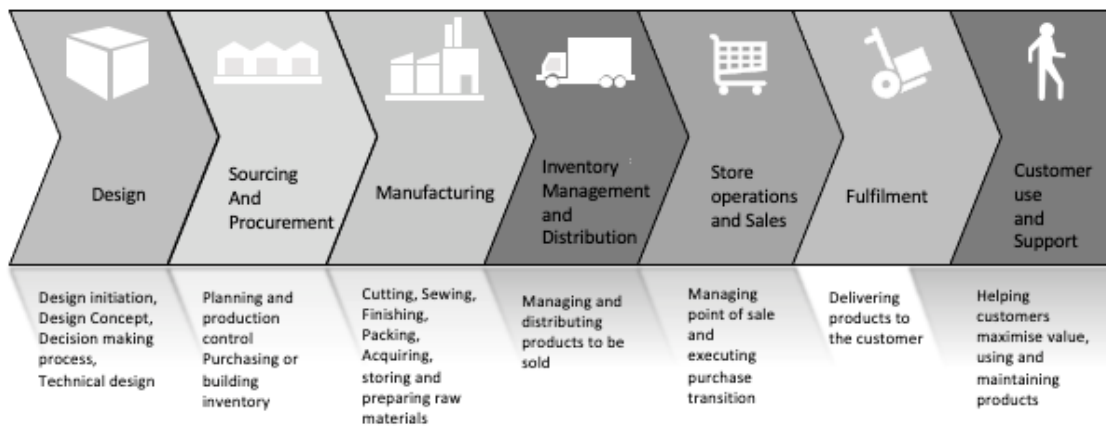 Design
Sourcing
And
Procurement
Manufacturing
Inventory
Management
and
Distribution
Store
operations
and Sales
Fulfilment
Customer
use
and
Support
Design initiation,
Design Concept,
Decision making
process,
Technical design
Planning and
production
control
Purchasing or
building
inventory
Cutting, Sewing,
Finishing,
Packing,
Acquiring,
storing and
preparing raw
materials
Managing and
distributing
products to be
sold
Managing
point of sale
and
executing
purchase
transition
Delivering
products to
the customer
Helping
customers
maximise value,
using and
maintaining
products